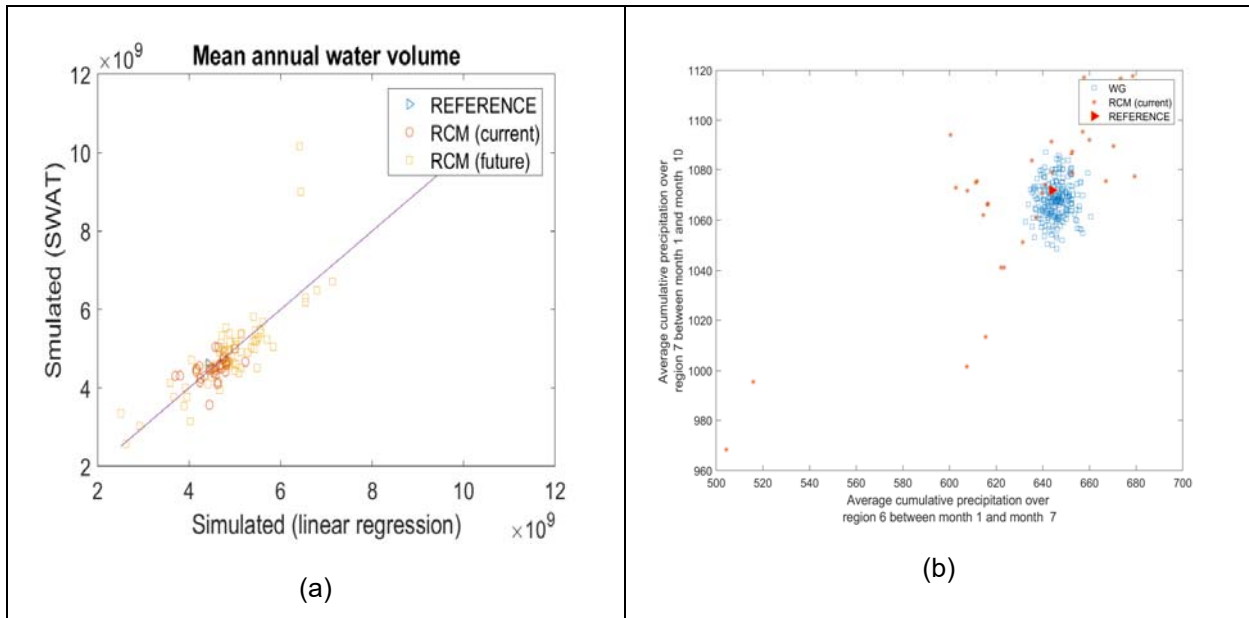 Mean annual water volume
×10⁹
12
10
8
6
4
2
Smulated (SWAT)
REFERENCE
RCM (current)
RCM (future)
2 4 6 8 10 12
×10⁹
Simulated (linear regression)
(a)
1120
1100
1080
1060
1040
1020
1000
980
960
Average cumulative precipitation over
region 7 between month 1 and month 10
WG
RCM (current)
REFERENCE
500 520 540 560 580 600 620 640 660 680 700
Average cumulative precipitation over
region 6 between month 1 and month 7
(b)